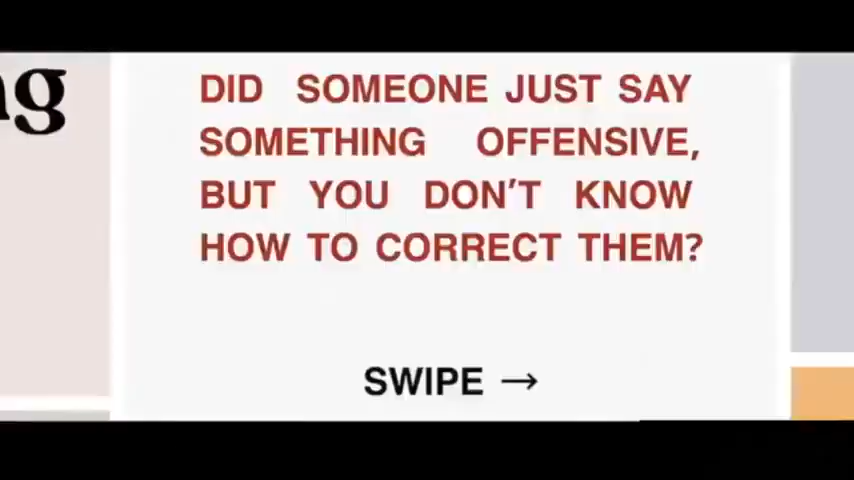 DID SOMEONE JUST SAY
SOMETHING OFFENSIVE,
BUT YOU DON'T KNOW
HOW TO CORRECT THEM?
SWIPE →